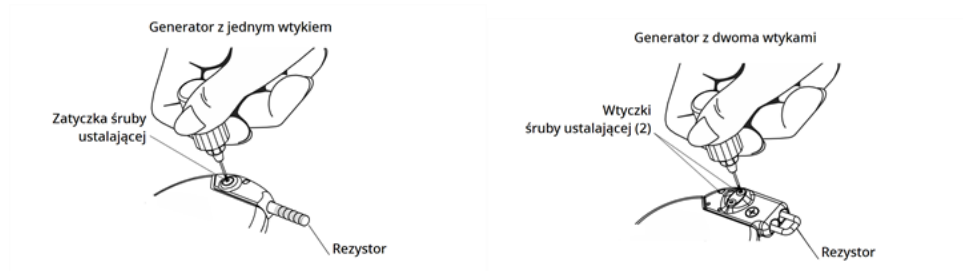 Generator z jednym wtykiem
Zatyczka śruby
ustalającej
Rezystor
Generator z dwoma wtykami
Wtyczki
śruby ustalającej (2)
Rezystor